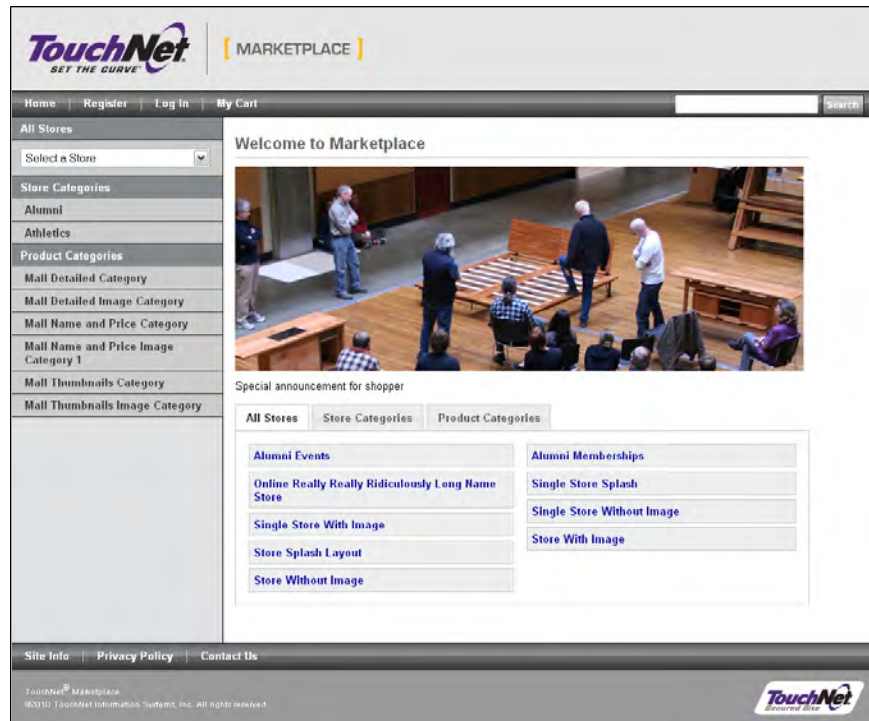 TouchNet
SET THE CURVE
[ MARKETPLACE ]
Home | Register | Log In | My Cart
Search
All Stores
Select a Store
Store Categories
Alumni
Athletics
Product Categories
Mall Detailed Category
Mall Detailed Image Category
Mall Name and Price Category
Mall Name and Price Image
Category 1
Mall Thumbnails Category
Mall Thumbnails Image Category
Welcome to Marketplace
Special announcement for shopper
All Stores
Store Categories
Product Categories
Alumni Events
Online Really Really Ridiculously Long Name
Store
Single Store With Image
Store Splash Layout
Store Without Image
Alumni Memberships
Single Store Splash
Single Store Without Image
Store With Image
Site Info | Privacy Policy | Contact Us
TouchNet® Marketplace
©2010 TouchNet Information Systems, Inc. All rights reserved.
TouchNet
Secured Site